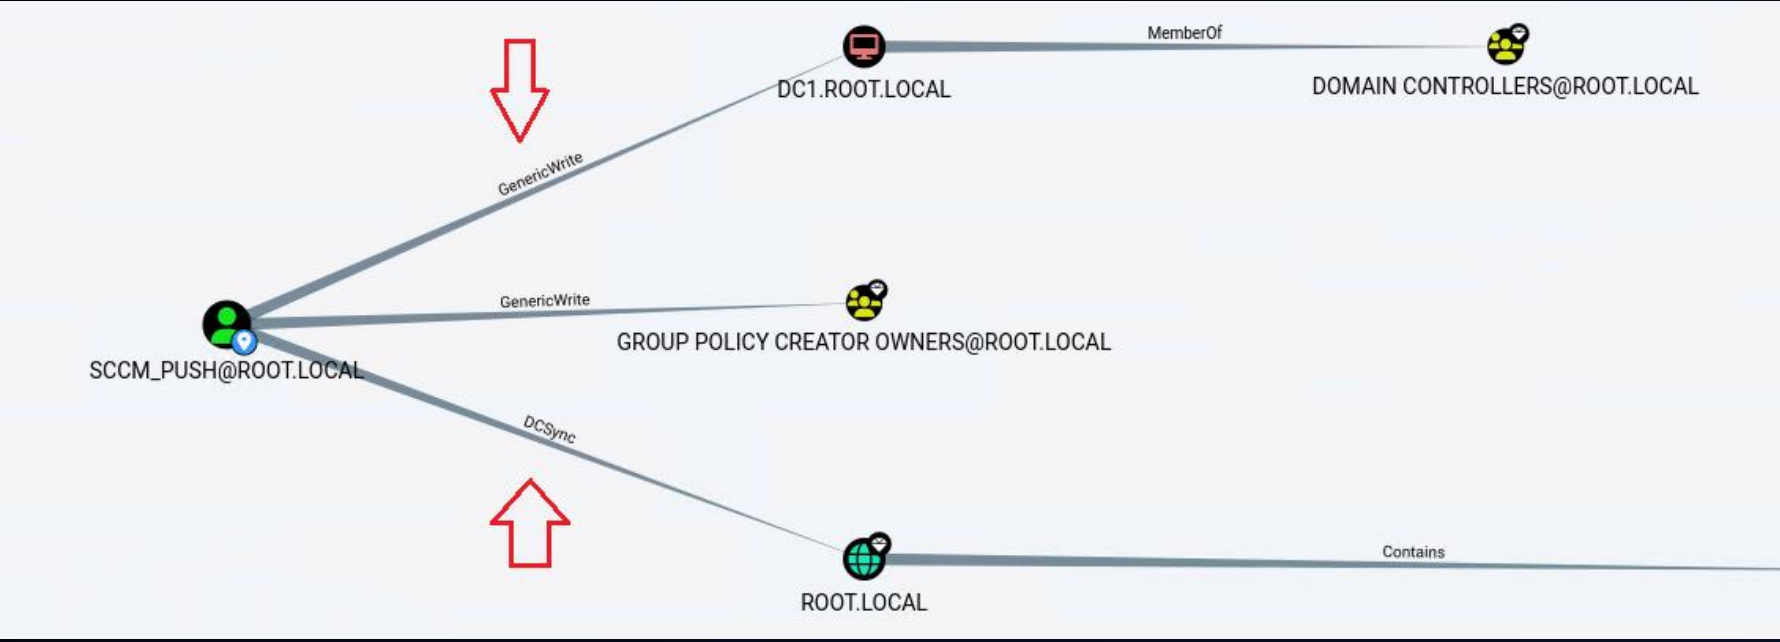 MemberOf
DC1.ROOT.LOCAL
DOMAIN CONTROLLERS@ROOT.LOCAL
GenericWrite
GenericWrite
GROUP POLICY CREATOR OWNERS@ROOT.LOCAL
SCCM_PUSH@ROOT.LOCAL
DCSync
Contains
ROOT.LOCAL